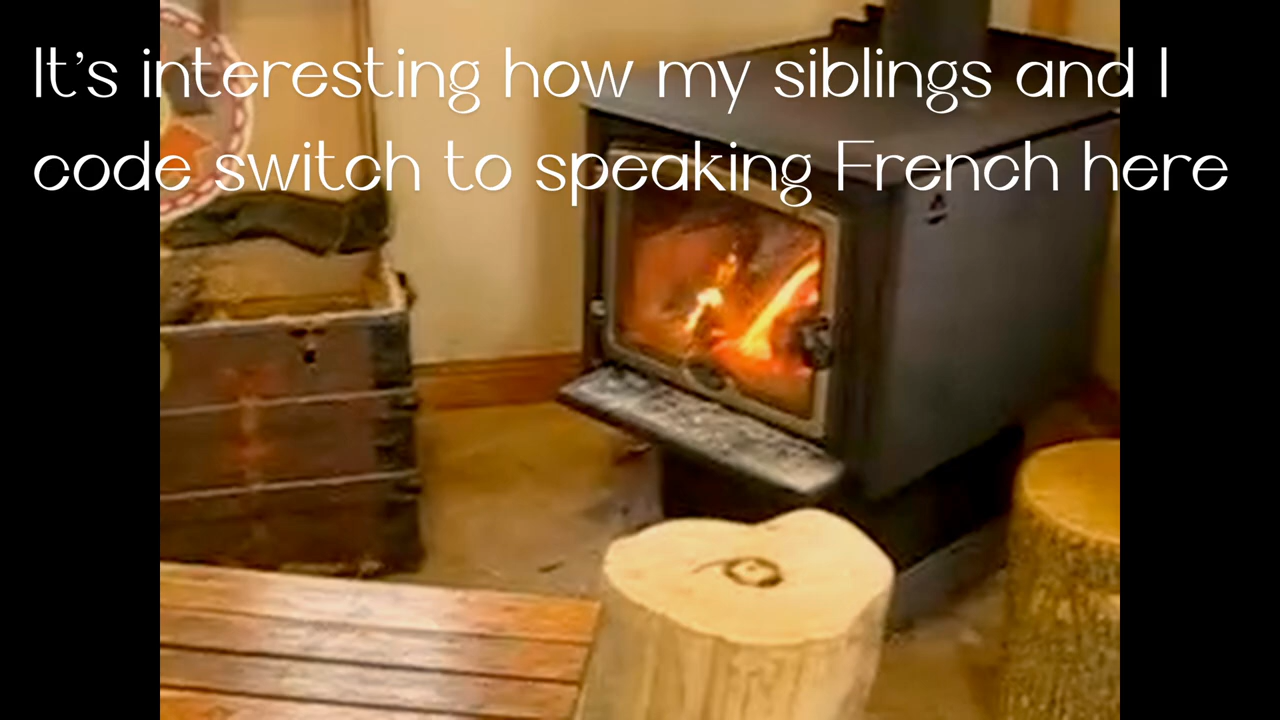 It's interesting how my siblings and I
code switch to speaking French here